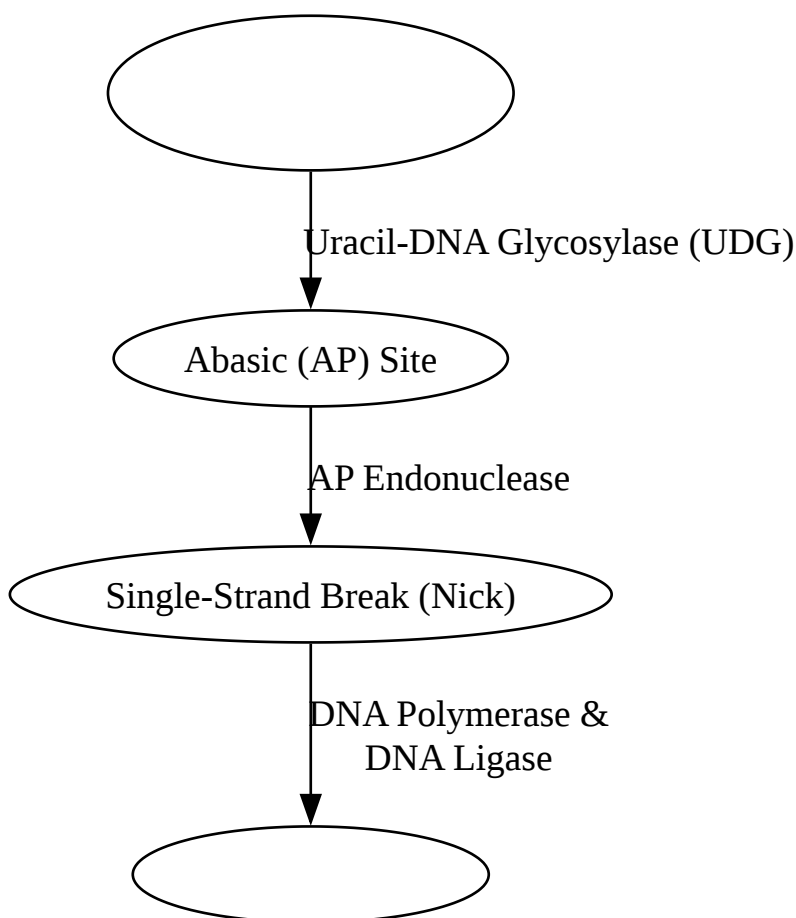 Uracil-DNA Glycosylase (UDG)
Abasic (AP) Site
AP Endonuclease
Single-Strand Break (Nick)
DNA Polymerase &
DNA Ligase